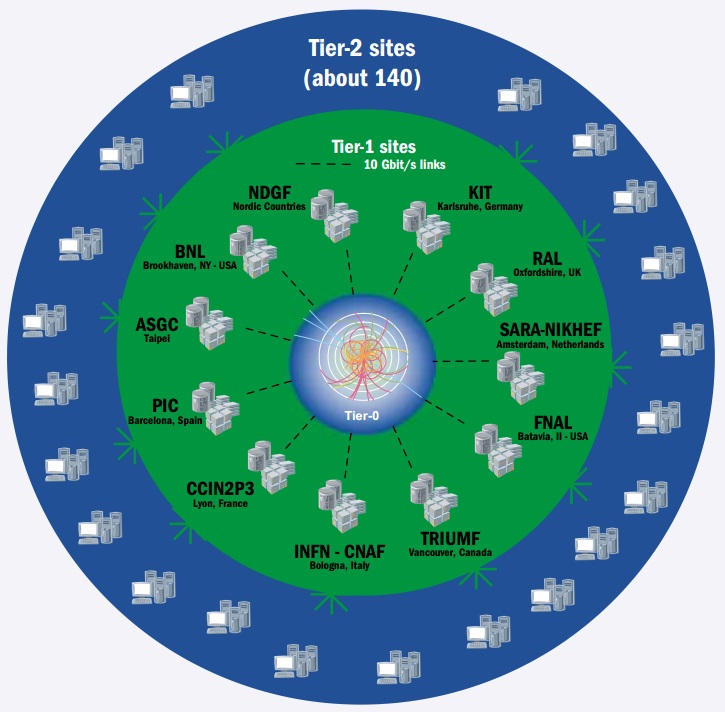 Tier-2 sites
(about 140)
Tier-1 sites
10 Gbit/s links
NDGF
Nordic Countries
KIT
Karlsruhe, Germany
BNL
Brookhaven, NY - USA
RAL
Oxfordshire, UK
ASGC
Taipei
SARA-NIKHEF
Amsterdam, Netherlands
PIC
Barcelona, Spain
Tier-0
FNAL
Batavia, Il - USA
CCIN2P3
Lyon, France
INFN - CNAF
Bologna, Italy
TRIUMF
Vancouver, Canada